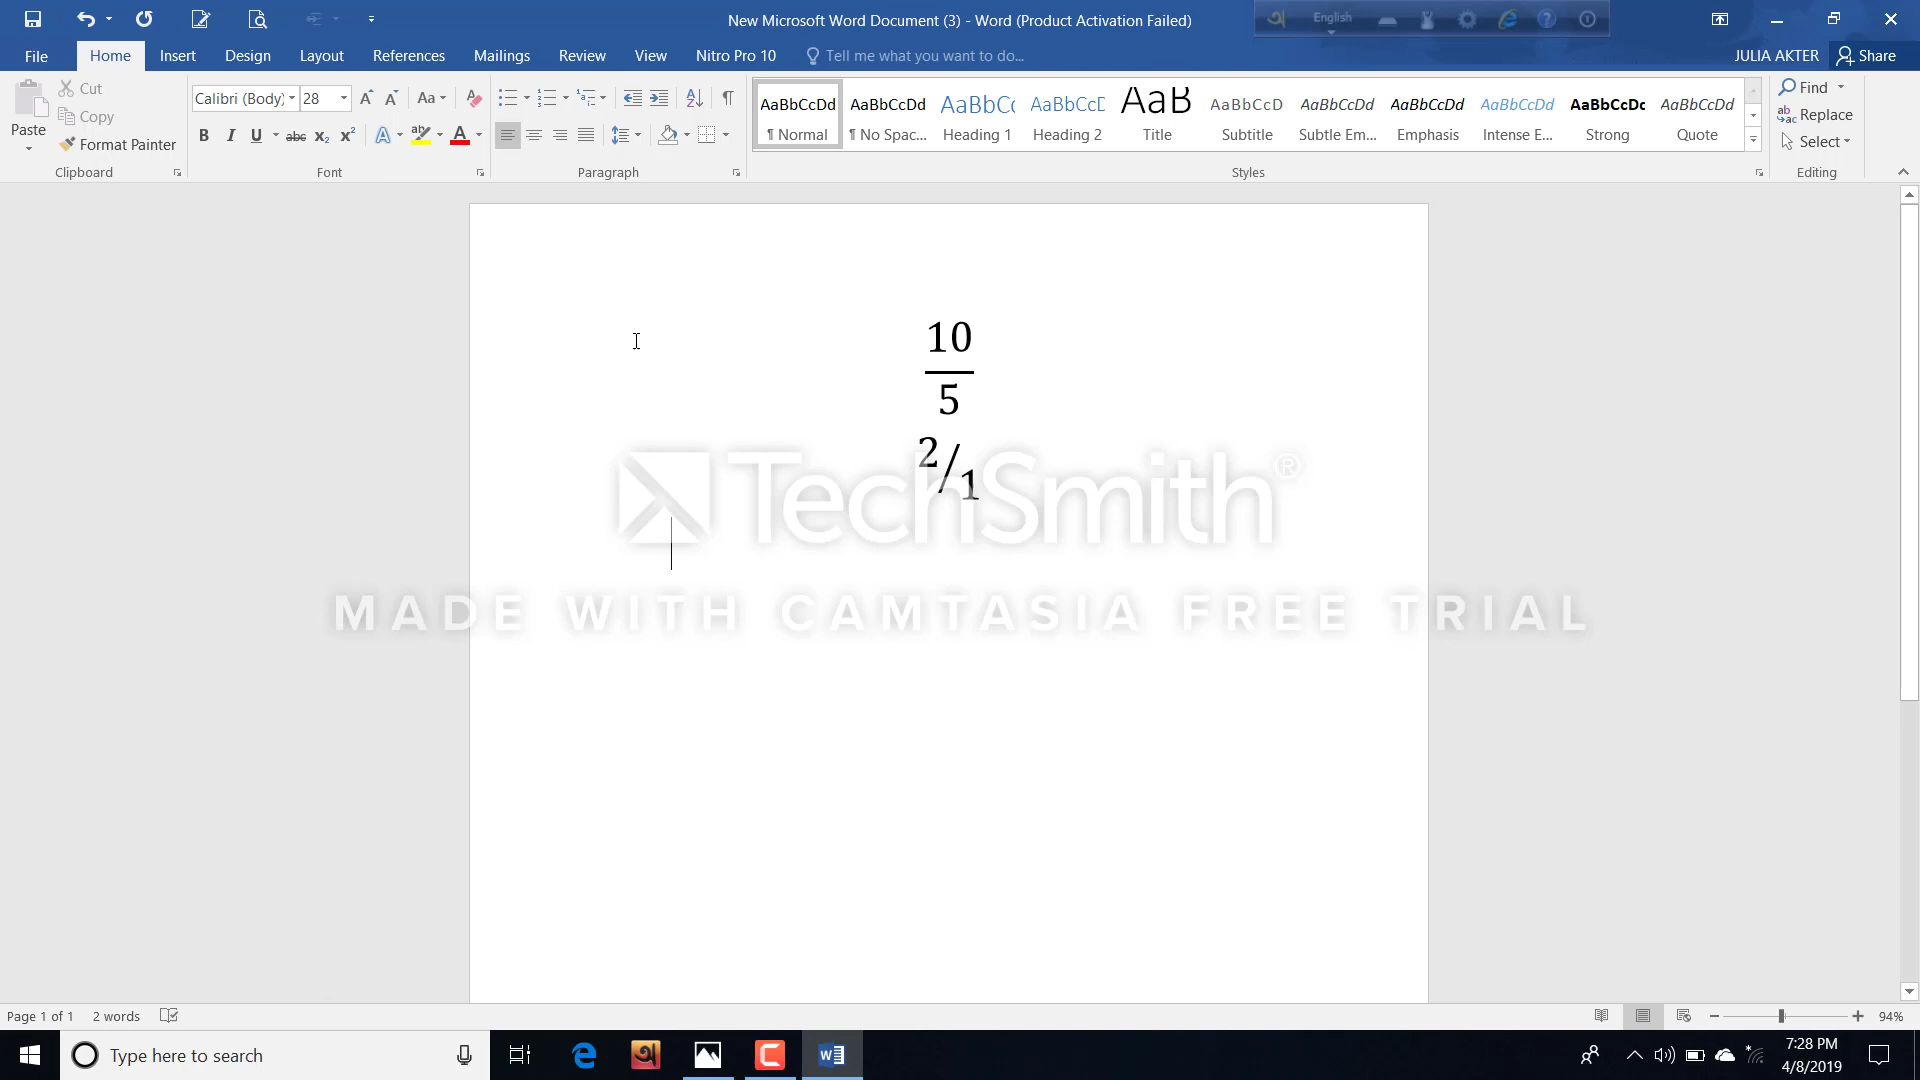 New Microsoft Word Document (3) - Word (Product Activation Failed)
English
File Home Insert Design Layout References Mailings Review View Nitro Pro 10 Tell me what you want to do...
JULIA AKTER Share
Paste
Cut
Copy
Format Painter
Clipboard
Calibri (Body) 28
Font
Paragraph
AaBbCcDd AaBbCcDd AaBbC AaBbCcD AaB AaBbCcD AaBbCcDd AaBbCcDd AaBbCcDd AaBbCcDc AaBbCcDd
¶ Normal ¶ No Spac... Heading 1 Heading 2 Title Subtitle Subtle Em... Emphasis Intense E... Strong Quote
Styles
Find
Replace
Select
Editing
10
5
2/1
TechSmith®
MADE WITH CAMTASIA FREE TRIAL
Page 1 of 1 2 words
94%
Type here to search
7:28 PM
4/8/2019